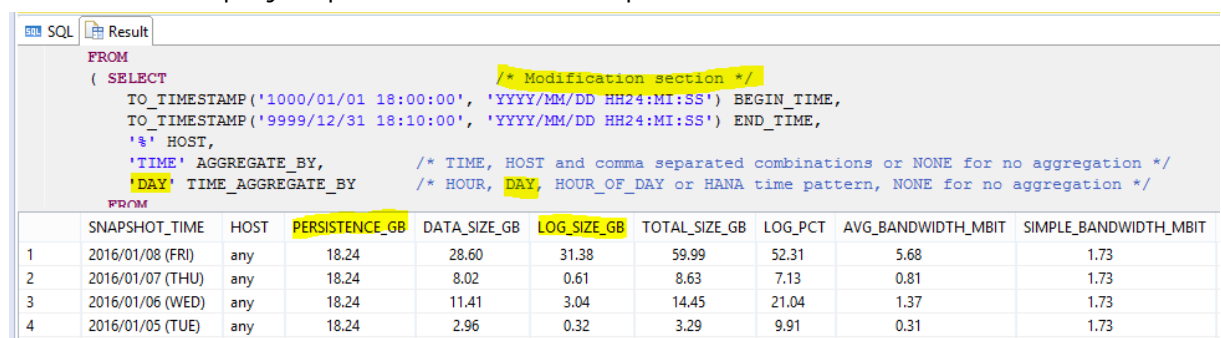 SQL Result
FROM
( SELECT /* Modification section */
TO_TIMESTAMP('1000/01/01 18:00:00', 'YYYY/MM/DD HH24:MI:SS') BEGIN_TIME,
TO_TIMESTAMP('9999/12/31 18:10:00', 'YYYY/MM/DD HH24:MI:SS') END_TIME,
'%' HOST,
'TIME' AGGREGATE_BY, /* TIME, HOST and comma separated combinations or NONE for no aggregation */
'DAY' TIME_AGGREGATE_BY /* HOUR, DAY, HOUR_OF_DAY or HANA time pattern, NONE for no aggregation */
FROM
SNAPSHOT_TIME HOST PERSISTENCE_GB DATA_SIZE_GB LOG_SIZE_GB TOTAL_SIZE_GB LOG_PCT AVG_BANDWIDTH_MBIT SIMPLE_BANDWIDTH_MBIT
1 2016/01/08 (FRI) any 18.24 28.60 31.38 59.99 52.31 5.68 1.73
2 2016/01/07 (THU) any 18.24 8.02 0.61 8.63 7.13 0.81 1.73
3 2016/01/06 (WED) any 18.24 11.41 3.04 14.45 21.04 1.37 1.73
4 2016/01/05 (TUE) any 18.24 2.96 0.32 3.29 9.91 0.31 1.73